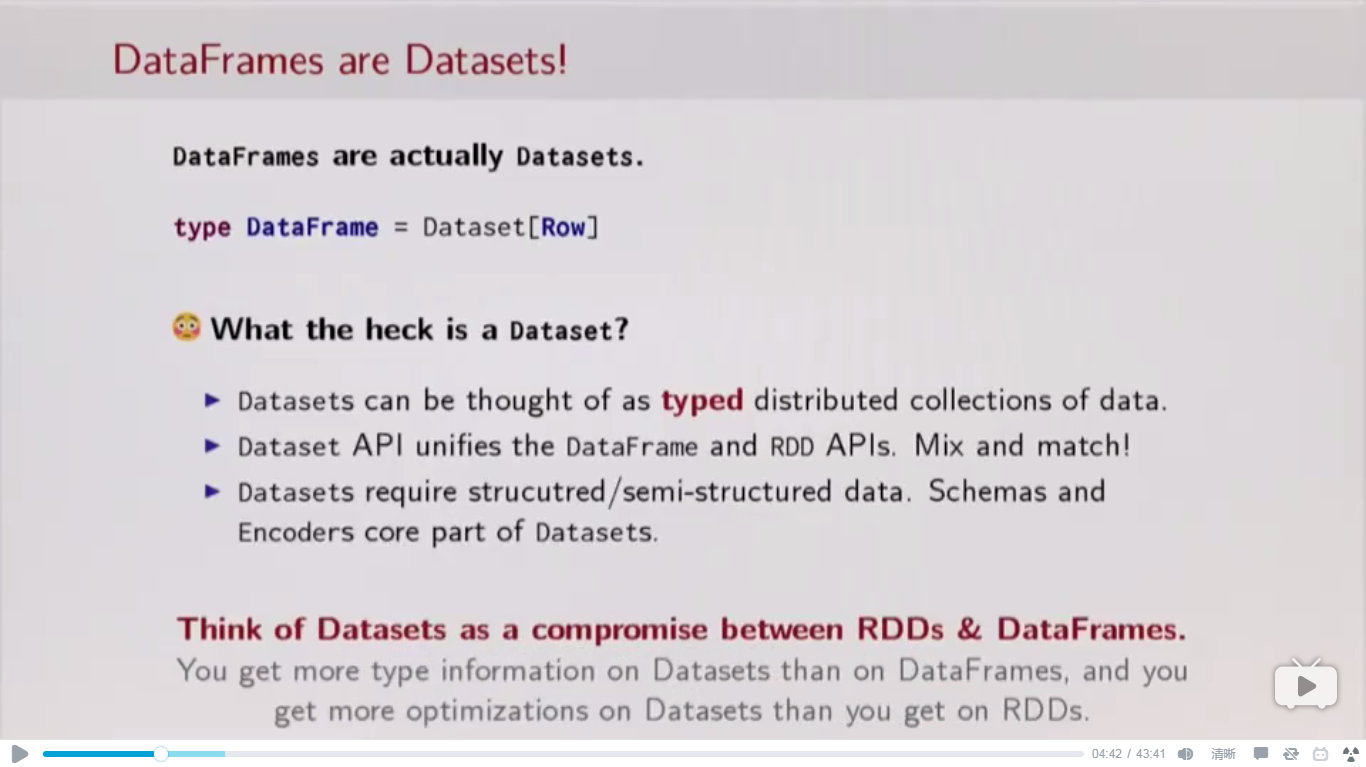 DataFrames are Datasets!
DataFrames are actually Datasets.
type DataFrame = Dataset[Row]
What the heck is a Dataset?
Datasets can be thought of as typed distributed collections of data.
Dataset API unifies the DataFrame and RDD APIs. Mix and match!
Datasets require strucutred/semi-structured data. Schemas and
Encoders core part of Datasets.
Think of Datasets as a compromise between RDDs & DataFrames.
You get more type information on Datasets than on DataFrames, and you
get more optimizations on Datasets than you get on RDDs.
04:42 / 43:41 清晰